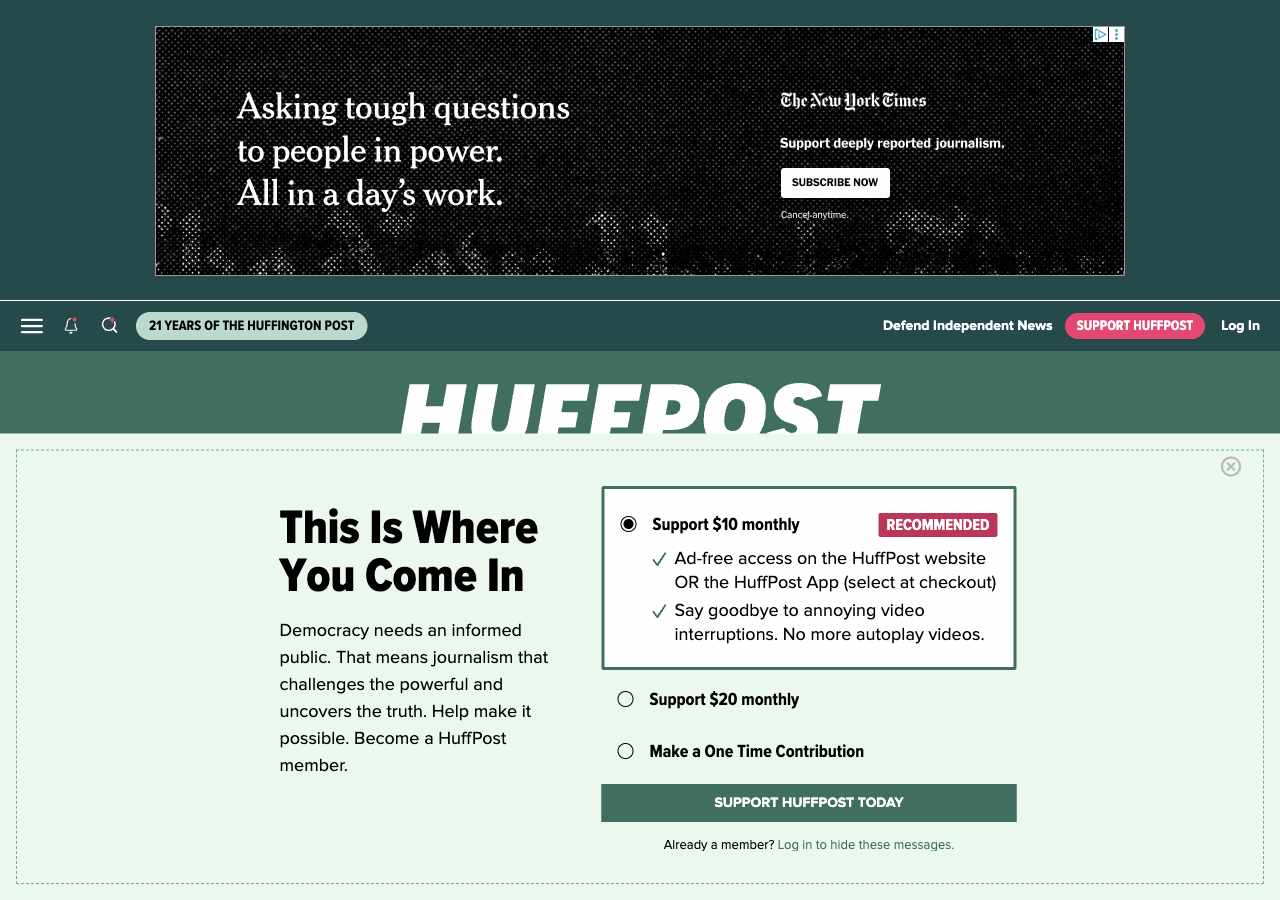 Asking tough questions
to people in power.
All in a day's work.
The New York Times
Support deeply reported journalism.
SUBSCRIBE NOW
Cancel anytime.
21 YEARS OF THE HUFFINGTON POST
Defend Independent News
SUPPORT HUFFPOST
Log In
HUFFPOST
This Is Where
You Come In
Democracy needs an informed
public. That means journalism that
challenges the powerful and
uncovers the truth. Help make it
possible. Become a HuffPost
member.
Support $10 monthly
RECOMMENDED
Ad-free access on the HuffPost website
OR the HuffPost App (select at checkout)
Say goodbye to annoying video
interruptions. No more autoplay videos.
Support $20 monthly
Make a One Time Contribution
SUPPORT HUFFPOST TODAY
Already a member? Log in to hide these messages.